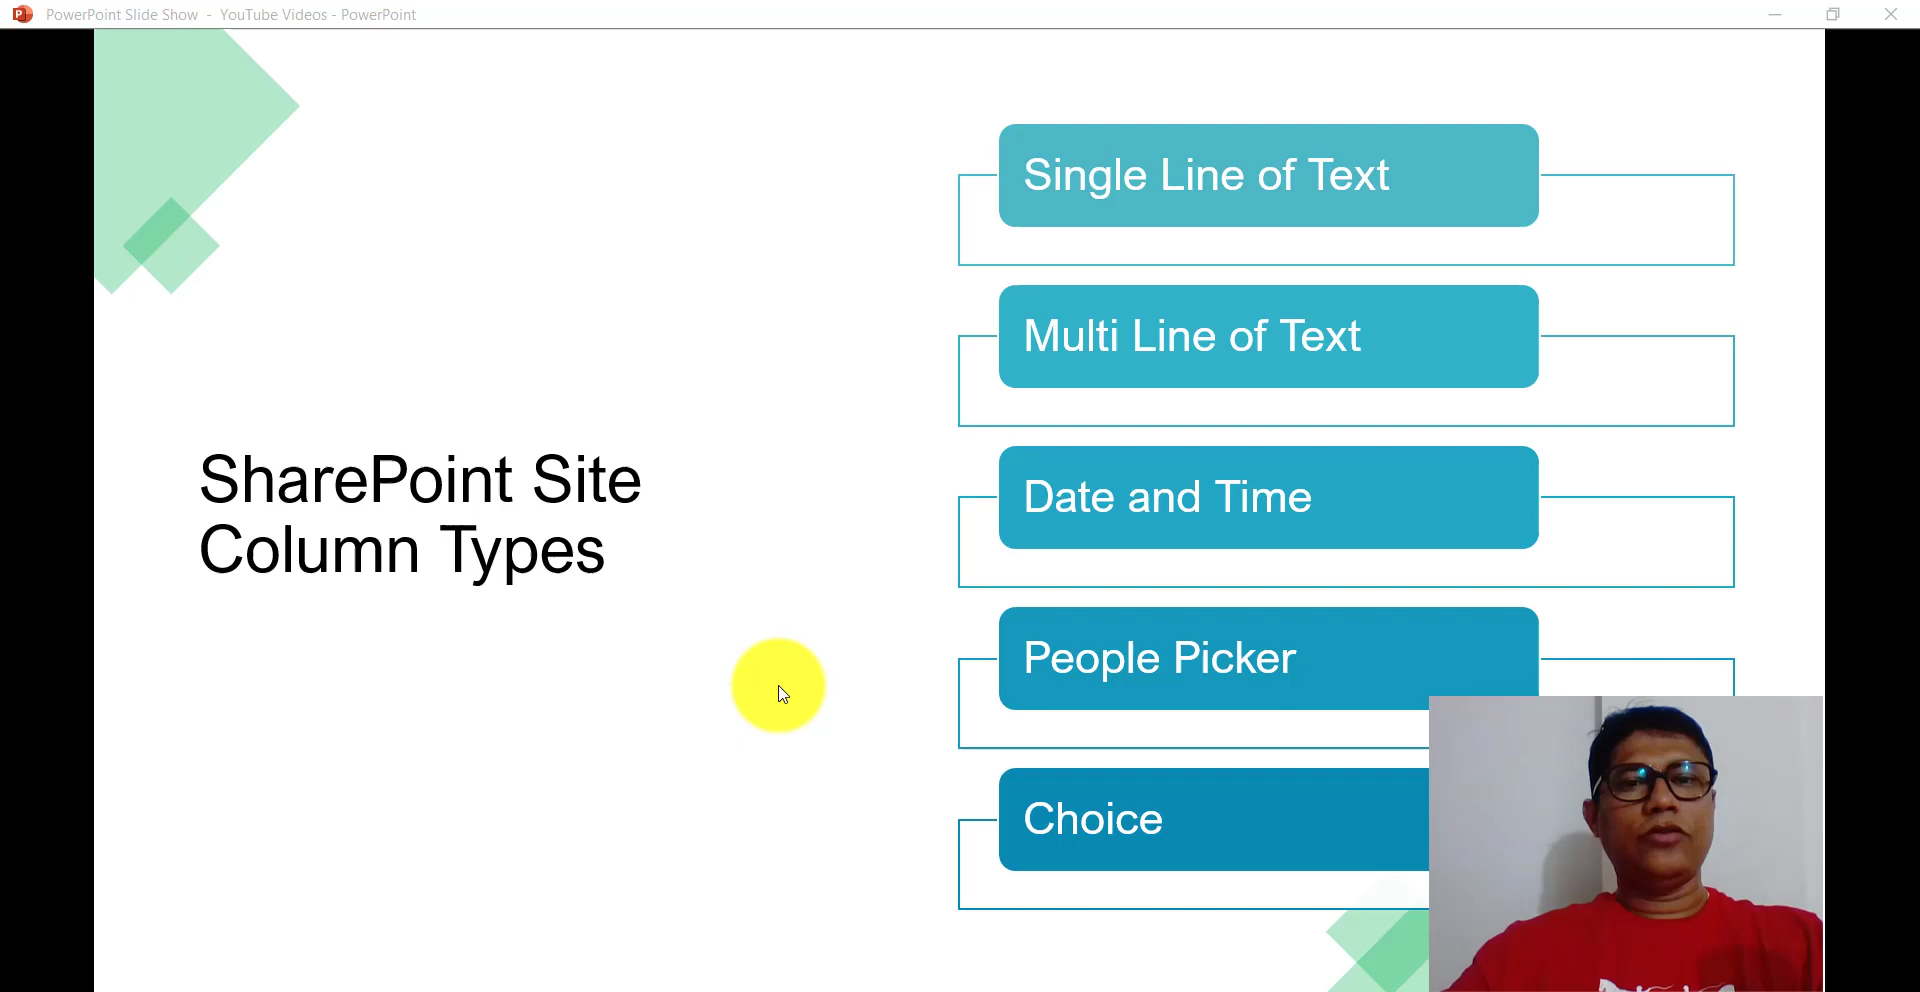 PowerPoint Slide Show - YouTube Videos - PowerPoint
SharePoint Site
Column Types
Single Line of Text
Multi Line of Text
Date and Time
People Picker
Choice